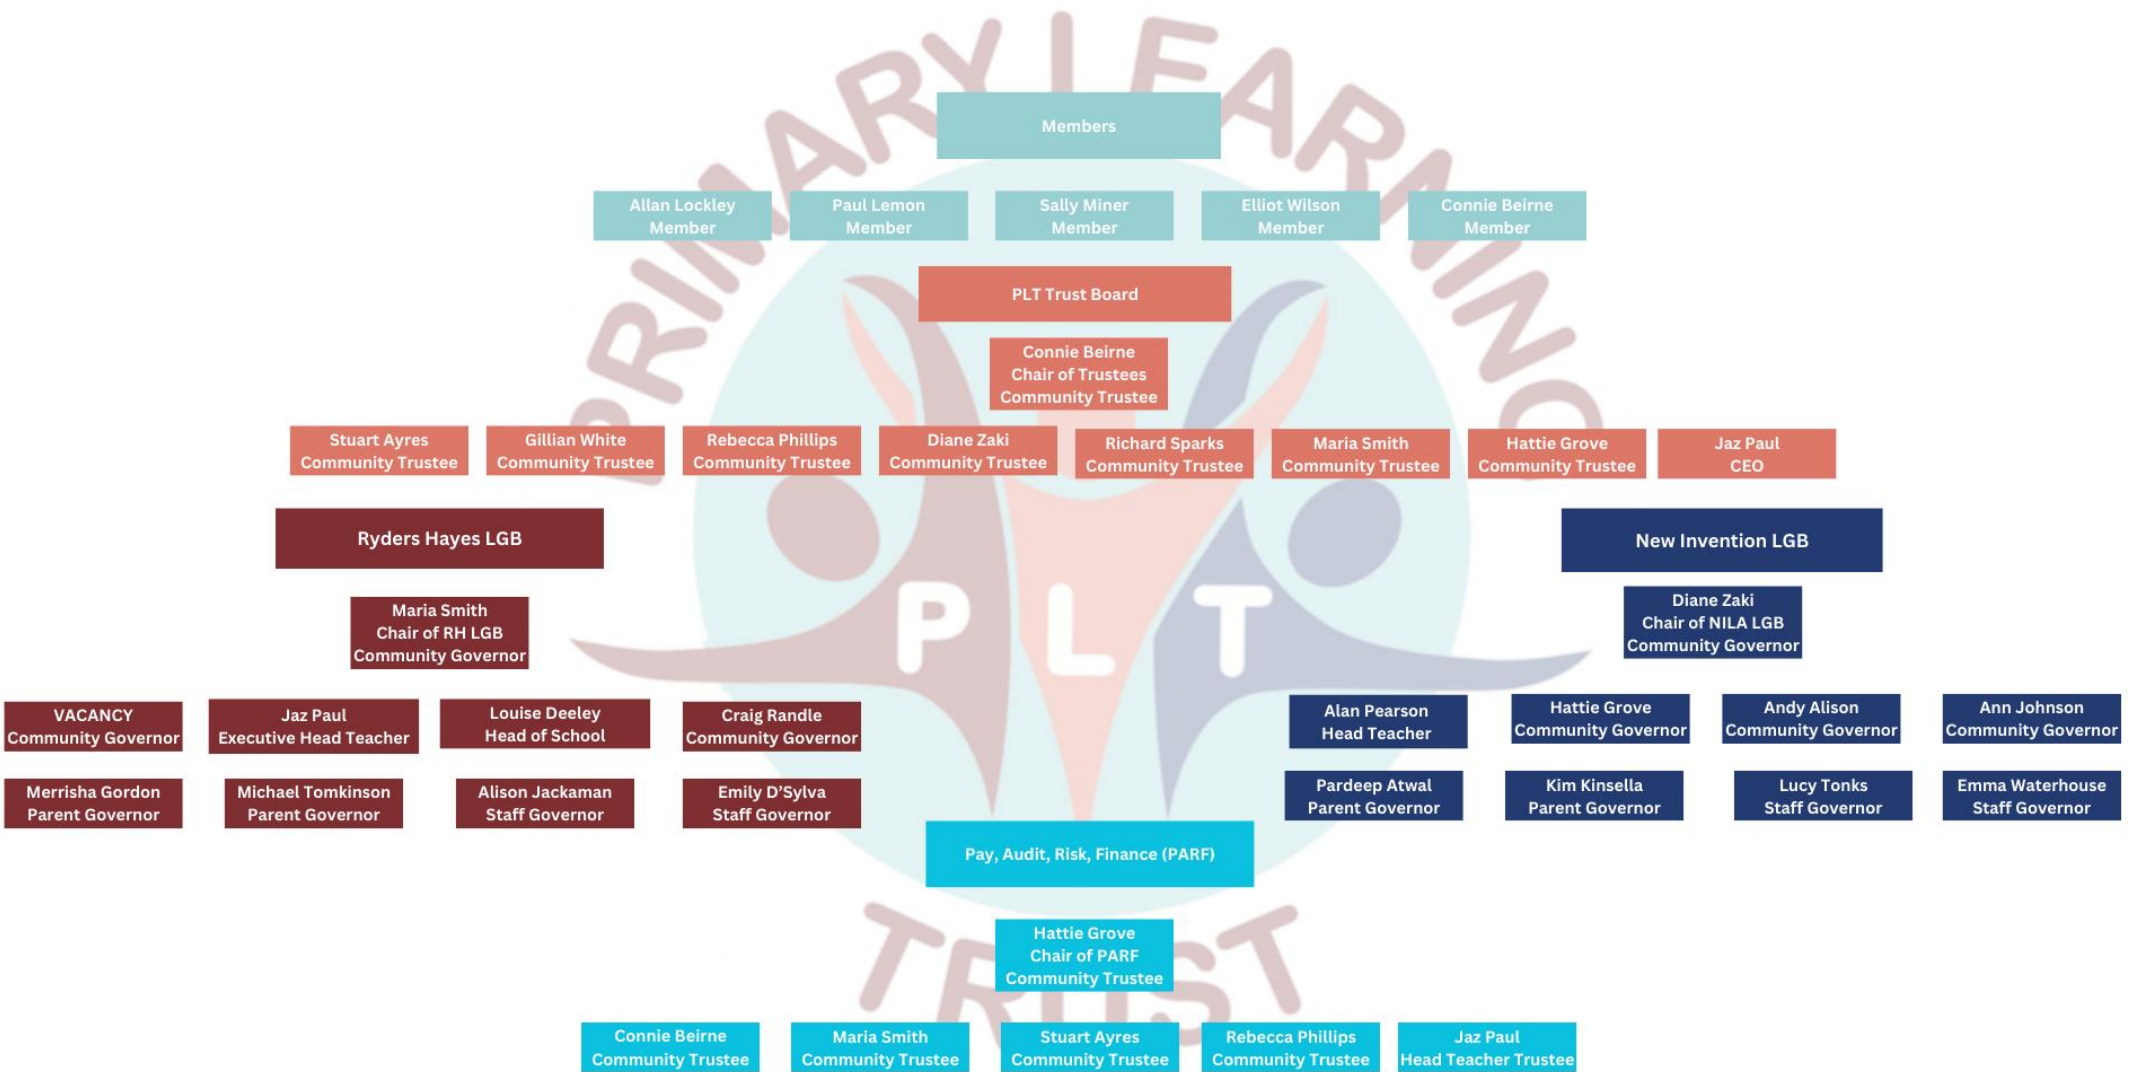 PRIMARY LEARNING
Members
Allan Lockley
Member
Paul Lemon
Member
Sally Miner
Member
Elliot Wilson
Member
Connie Beirne
Member
PLT Trust Board
Connie Beirne
Chair of Trustees
Community Trustee
Stuart Ayres
Community Trustee
Gillian White
Community Trustee
Rebecca Phillips
Community Trustee
Diane Zaki
Community Trustee
Richard Sparks
Community Trustee
Maria Smith
Community Trustee
Hattie Grove
Community Trustee
Jaz Paul
CEO
Ryders Hayes LGB
Maria Smith
Chair of RH LGB
Community Governor
VACANCY
Community Governor
Jaz Paul
Executive Head Teacher
Louise Deeley
Head of School
Craig Randle
Community Governor
Merrisha Gordon
Parent Governor
Michael Tomkinson
Parent Governor
Alison Jackaman
Staff Governor
Emily D'Sylva
Staff Governor
New Invention LGB
Diane Zaki
Chair of NILA LGB
Community Governor
Alan Pearson
Head Teacher
Hattie Grove
Community Governor
Andy Alison
Community Governor
Ann Johnson
Community Governor
Pardeep Atwal
Parent Governor
Kim Kinsella
Parent Governor
Lucy Tonks
Staff Governor
Emma Waterhouse
Staff Governor
PLT
Pay, Audit, Risk, Finance (PARF)
Hattie Grove
Chair of PARF
Community Trustee
Connie Beirne
Community Trustee
Maria Smith
Community Trustee
Stuart Ayres
Community Trustee
Rebecca Phillips
Community Trustee
Jaz Paul
Head Teacher Trustee
TRUST